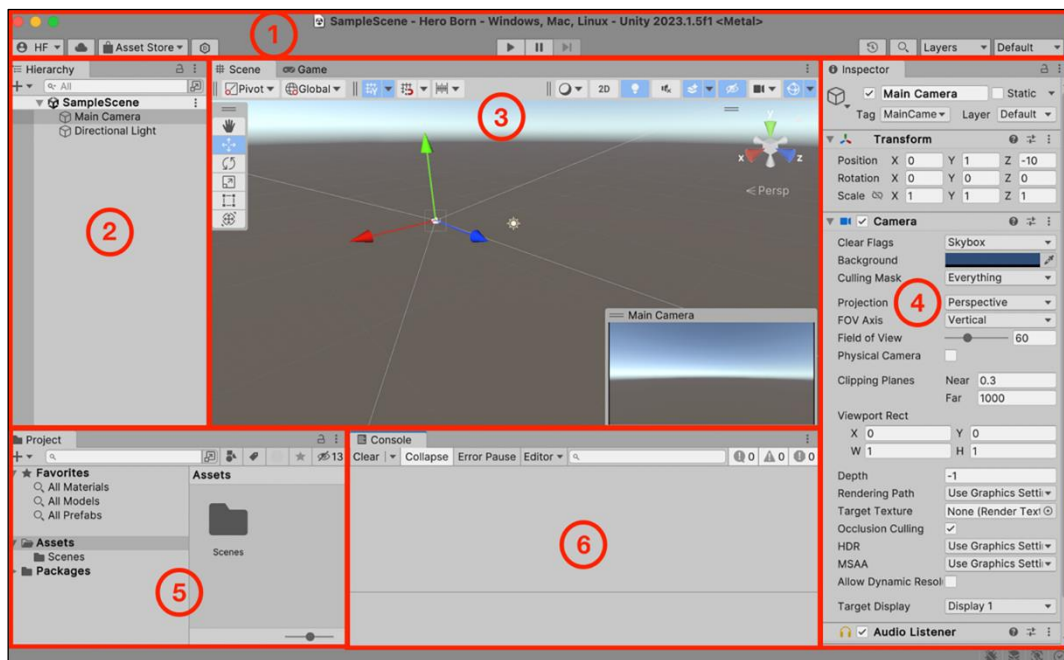 SampleScene - Hero Born - Windows, Mac, Linux - Unity 2023.1.5f1 <Metal>
1
HF
Asset Store
Layers
Default
Hierarchy
All
SampleScene
Main Camera
Directional Light
2
Scene
Game
Pivot
Global
2D
3
y
x
z
Persp
Main Camera
Inspector
Main Camera
Static
Tag MainCame
Layer Default
Transform
Position X 0 Y 1 Z -10
Rotation X 0 Y 0 Z 0
Scale X 1 Y 1 Z 1
Camera
Clear Flags Skybox
Background
Culling Mask Everything
Projection Perspective
4
FOV Axis Vertical
Field of View 60
Physical Camera
Clipping Planes Near 0.3
Far 1000
Viewport Rect
X 0 Y 0
W 1 H 1
Depth -1
Rendering Path Use Graphics Setti
Target Texture None (Render Text
Occlusion Culling
HDR Use Graphics Setti
MSAA Use Graphics Setti
Allow Dynamic Resol
Target Display Display 1
Audio Listener
Project
13
Favorites
All Materials
All Models
All Prefabs
Assets
Scenes
Packages
Assets
Scenes
5
Console
Clear Collapse Error Pause Editor
0 0 0
6